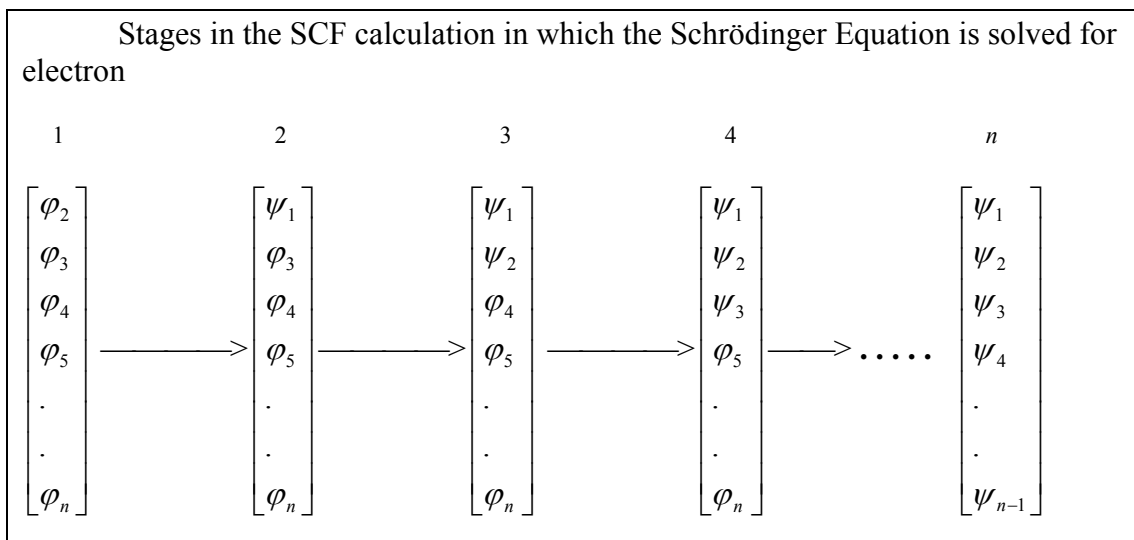 Stages in the SCF calculation in which the Schrödinger Equation is solved for
electron
1 2 3 4 n
φ₂ ψ₁ ψ₁ ψ₁ ψ₁
φ₃ φ₃ ψ₂ ψ₂ ψ₂
φ₄ φ₄ φ₄ ψ₃ ψ₃
φ₅ φ₅ φ₅ φ₅ ..... ψ₄
. . . . .
. . . . .
φₙ φₙ φₙ φₙ ψₙ₋₁